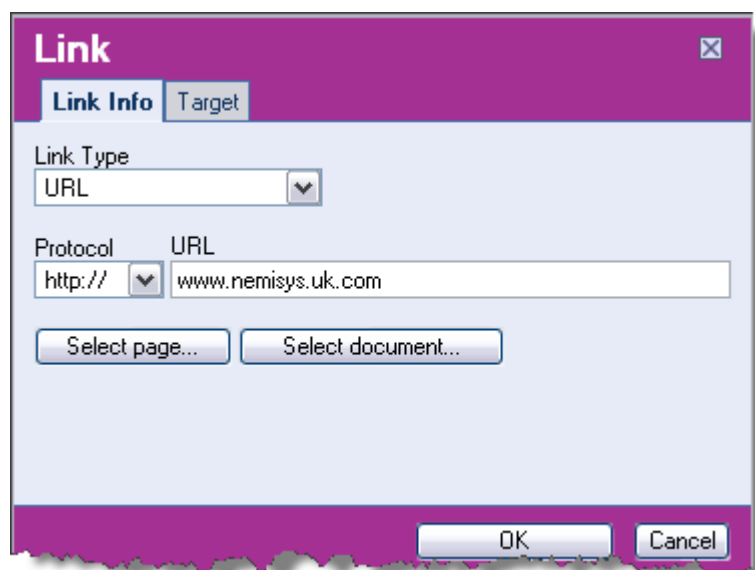 Link
Link Info Target
Link Type
URL
Protocol URL
http:// www.nemisys.uk.com
Select page... Select document...
OK Cancel